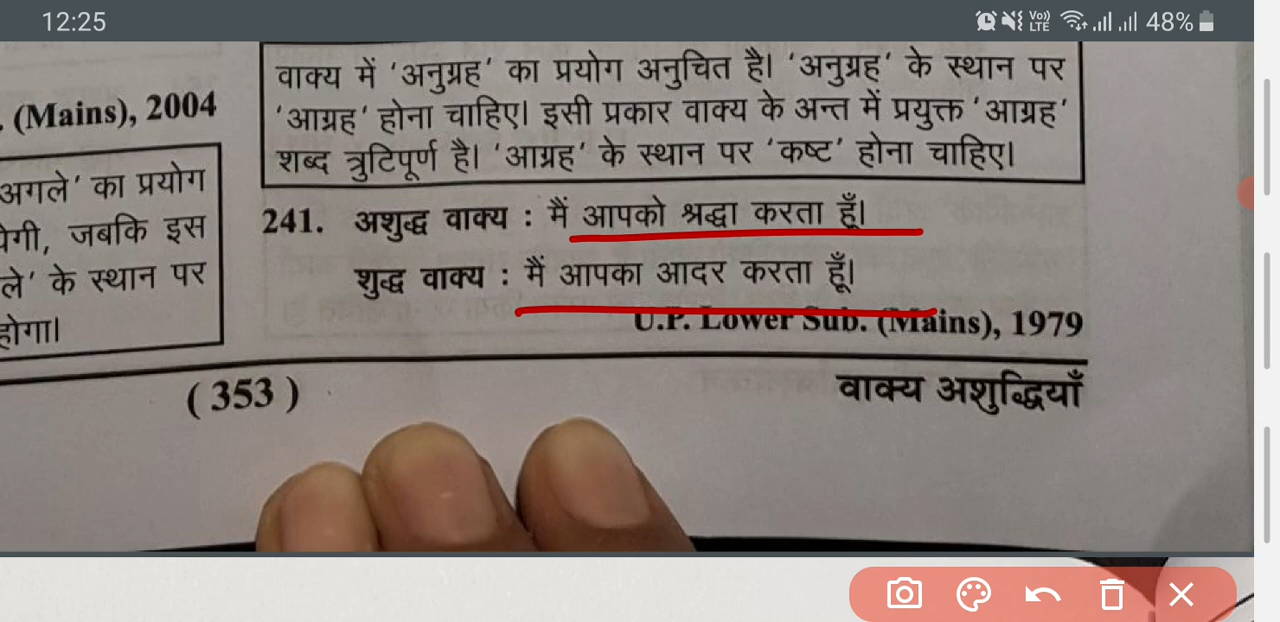 12:25
Vo))
LTE
48%
वाक्य में 'अनुग्रह' का प्रयोग अनुचित है। 'अनुग्रह' के स्थान पर
'आग्रह' होना चाहिए। इसी प्रकार वाक्य के अन्त में प्रयुक्त 'आग्रह'
शब्द त्रुटिपूर्ण है। 'आग्रह' के स्थान पर 'कष्ट' होना चाहिए।
. (Mains), 2004
अगले' का प्रयोग
जबकि इस
ले' के स्थान पर
होगा।
241. अशुद्ध वाक्य : मैं आपको श्रद्धा करता हूँ।
शुद्ध वाक्य : मैं आपका आदर करता हूँ।
U.P. Lower Sub. (Mains), 1979
( 353 )
वाक्य अशुद्धियाँ